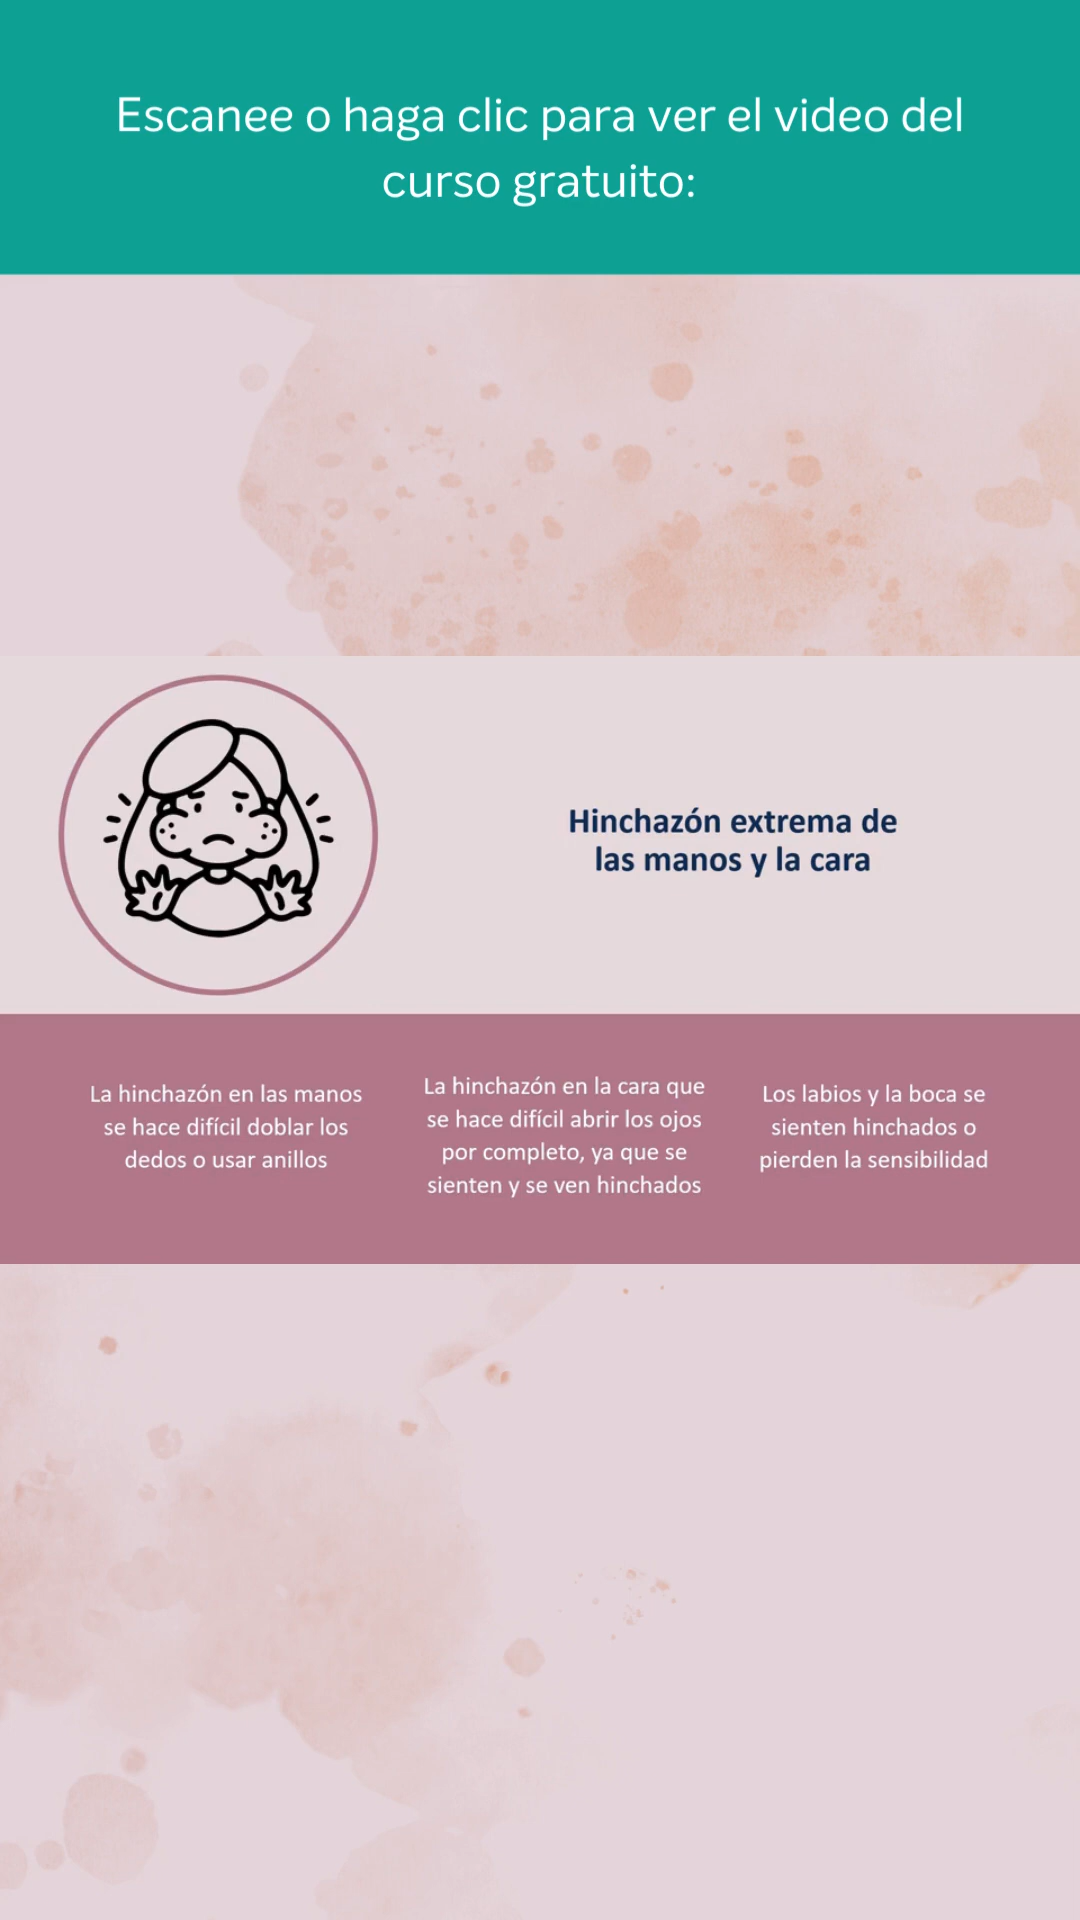 Escanee o haga clic para ver el video del
curso gratuito:
Hinchazón extrema de
las manos y la cara
La hinchazón en las manos
se hace difícil doblar los
dedos o usar anillos
La hinchazón en la cara que
se hace difícil abrir los ojos
por completo, ya que se
sienten y se ven hinchados
Los labios y la boca se
sienten hinchados o
pierden la sensibilidad